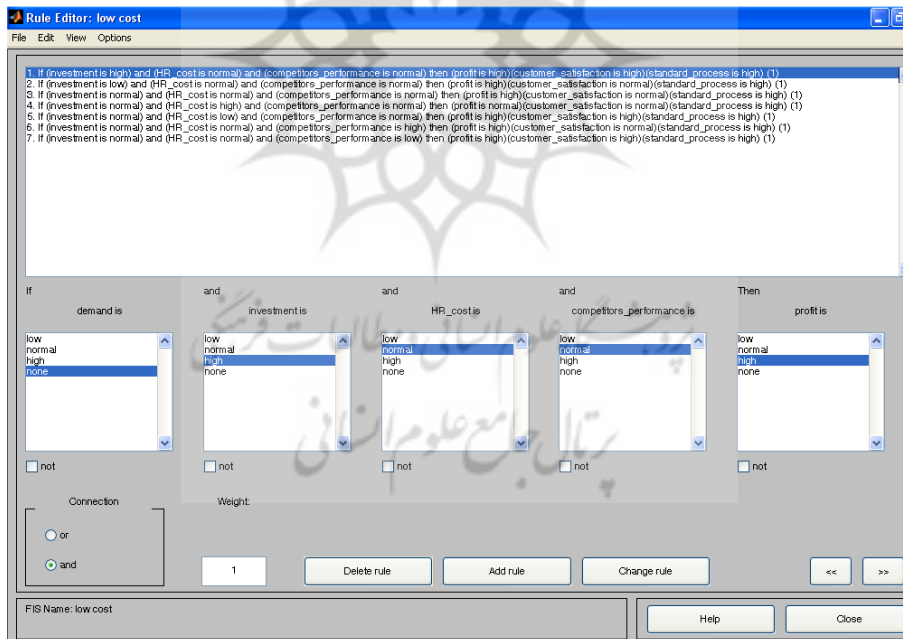 Rule Editor: low cost
File Edit View Options
1. If (investment is high) and (HR_cost is normal) and (competitors_performance is normal) then (profit is high)(customer_satisfaction is high)(standard_process is high) (1)
2. If (investment is low) and (HR_cost is normal) and (competitors_performance is normal) then (profit is high)(customer_satisfaction is normal)(standard_process is high) (1)
3. If (investment is normal) and (HR_cost is normal) and (competitors_performance is normal) then (profit is high)(customer_satisfaction is high)(standard_process is high) (1)
4. If (investment is normal) and (HR_cost is high) and (competitors_performance is normal) then (profit is high)(customer_satisfaction is high)(standard_process is high) (1)
5. If (investment is normal) and (HR_cost is low) and (competitors_performance is normal) then (profit is high)(customer_satisfaction is high)(standard_process is high) (1)
6. If (investment is normal) and (HR_cost is normal) and (competitors_performance is high) then (profit is high)(customer_satisfaction is normal)(standard_process is high) (1)
7. If (investment is normal) and (HR_cost is normal) and (competitors_performance is low) then (profit is high)(customer_satisfaction is high)(standard_process is high) (1)
If and and and Then
demand is investment is HR_cost is competitors_performance is profit is
low low low low low
normal normal normal normal normal
high high high high high
none none none none none
پژوهشگاه علوم انسانی و مطالعات فرهنگی
پرتال جامع علوم انسانی
not not not not not
Connection Weight:
or
and 1 Delete rule Add rule Change rule << >>
FIS Name: low cost Help Close